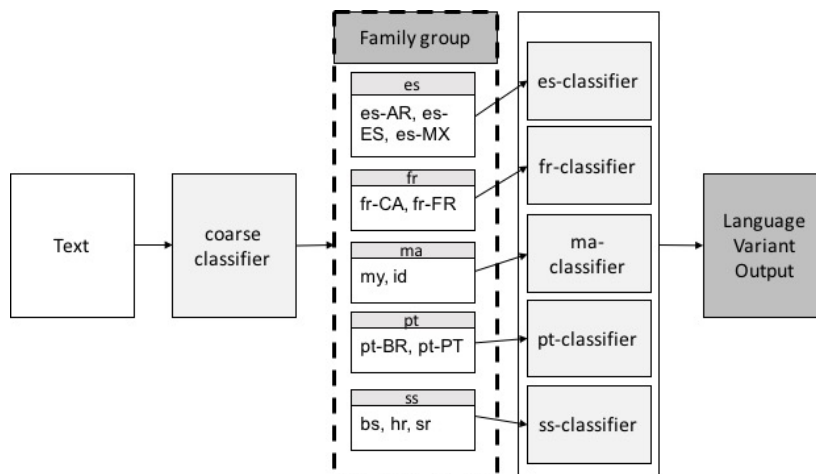 Text
coarse
classifier
Family group
es
es-AR, es-
ES, es-MX
fr
fr-CA, fr-FR
ma
my, id
pt
pt-BR, pt-PT
ss
bs, hr, sr
es-classifier
fr-classifier
ma-
classifier
pt-classifier
ss-classifier
Language
Variant
Output